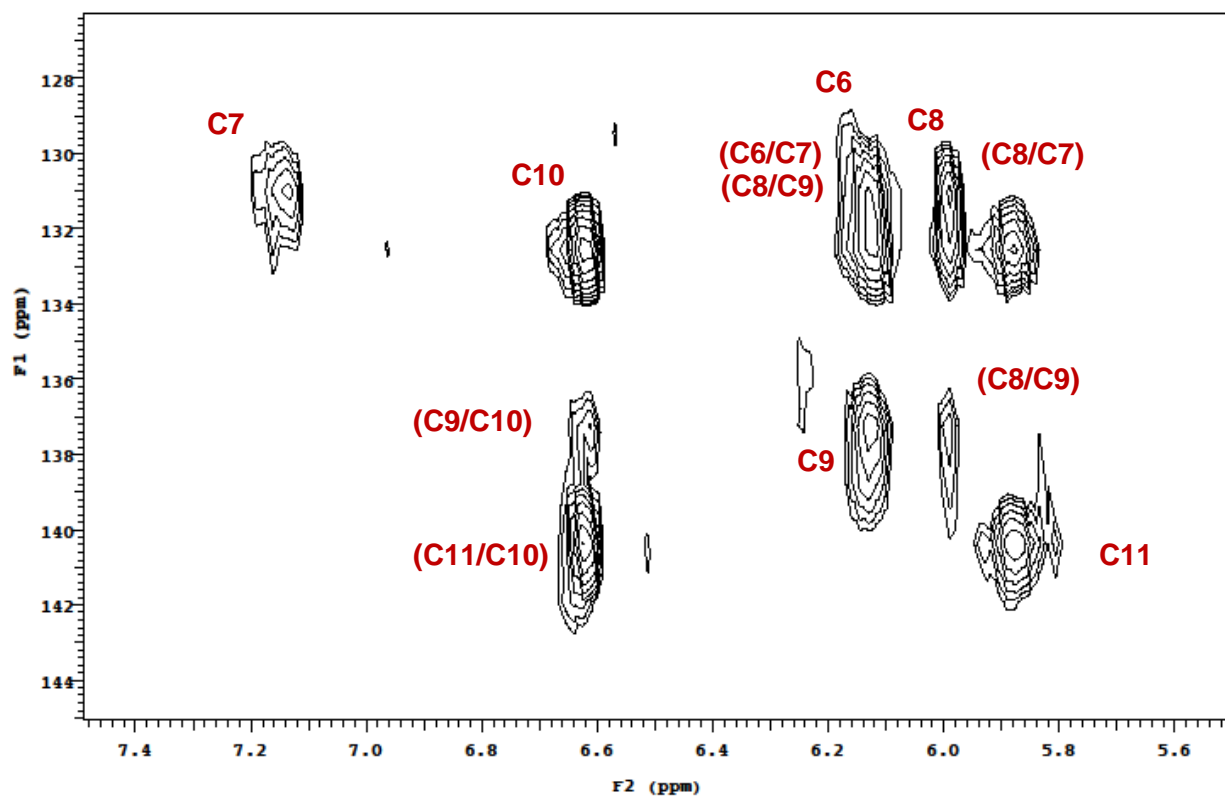 128
C6
C7
C8
130
(C6/C7)
(C8/C7)
C10
(C8/C9)
132
134
F1 (ppm)
136
(C8/C9)
(C9/C10)
138
C9
140
(C11/C10)
C11
142
144
7.4 7.2 7.0 6.8 6.6 6.4 6.2 6.0 5.8 5.6
F2 (ppm)